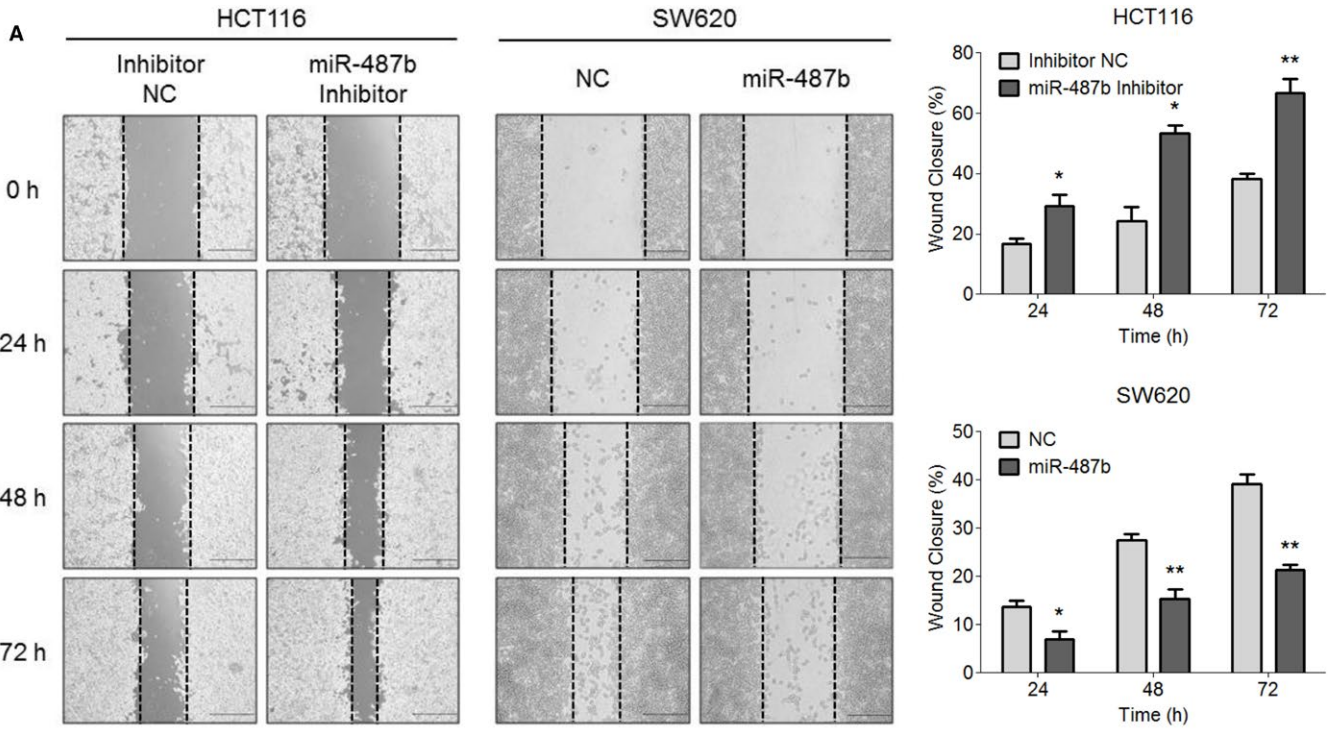 A
HCT116
SW620
Inhibitor
NC
miR-487b
Inhibitor
NC
miR-487b
0 h
24 h
48 h
72 h
HCT116
80
60
40
20
0
Wound Closure (%)
Inhibitor NC
miR-487b Inhibitor
*
*
**
24
48
72
Time (h)
SW620
50
40
30
20
10
0
Wound Closure (%)
NC
miR-487b
*
**
**
24
48
72
Time (h)